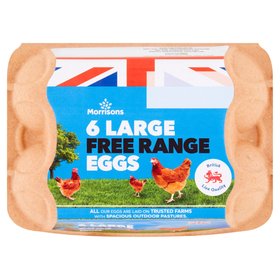 Morrisons
6 LARGE
FREE RANGE
EGGS
British
Lion Quality
ALL OUR EGGS ARE LAID ON TRUSTED FARMS
WITH SPACIOUS OUTDOOR PASTURES.